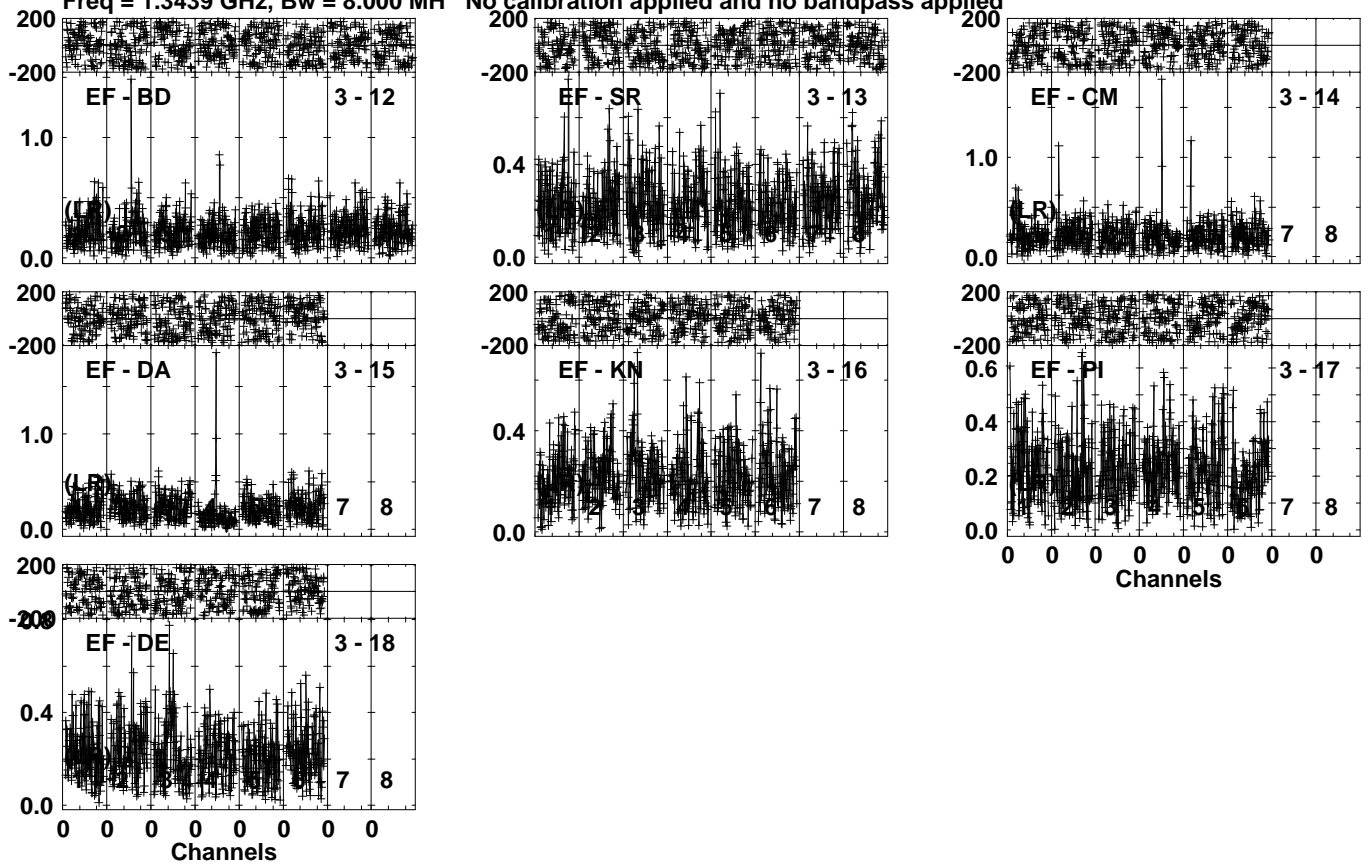 Freq = 1.3439 GHz, Bw = 8.000 MH No calibration applied and no bandpass applied
200
-200
EF - BD 3 - 12
1.0
(LR)
0.0
200
-200
EF - SR 3 - 13
0.4
0.0
200
-200
EF - CM 3 - 14
1.0
(LR)
7 8
0.0
200
-200
EF - DA 3 - 15
1.0
(LR)
7 8
0.0
200
-200
EF - KN 3 - 16
0.4
2 3 4 5 6 7 8
0.0
200
-200
EF - PI 3 - 17
0.6
0.4
0.2
1 2 3 4 5 6 7 8
0.0
0 0 0 0 0 0 0 0
Channels
200
-200
0.8
EF - DE 3 - 18
0.4
7 8
0.0
0 0 0 0 0 0 0 0
Channels